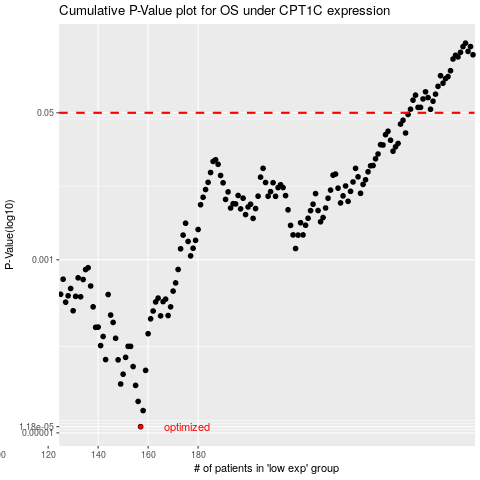 Cumulative P-Value plot for OS under CPT1C expression
P-Value(log10)
0.05
0.001
1.18e-05
0.00001
optimized
00
120
140
160
180
# of patients in 'low exp' group